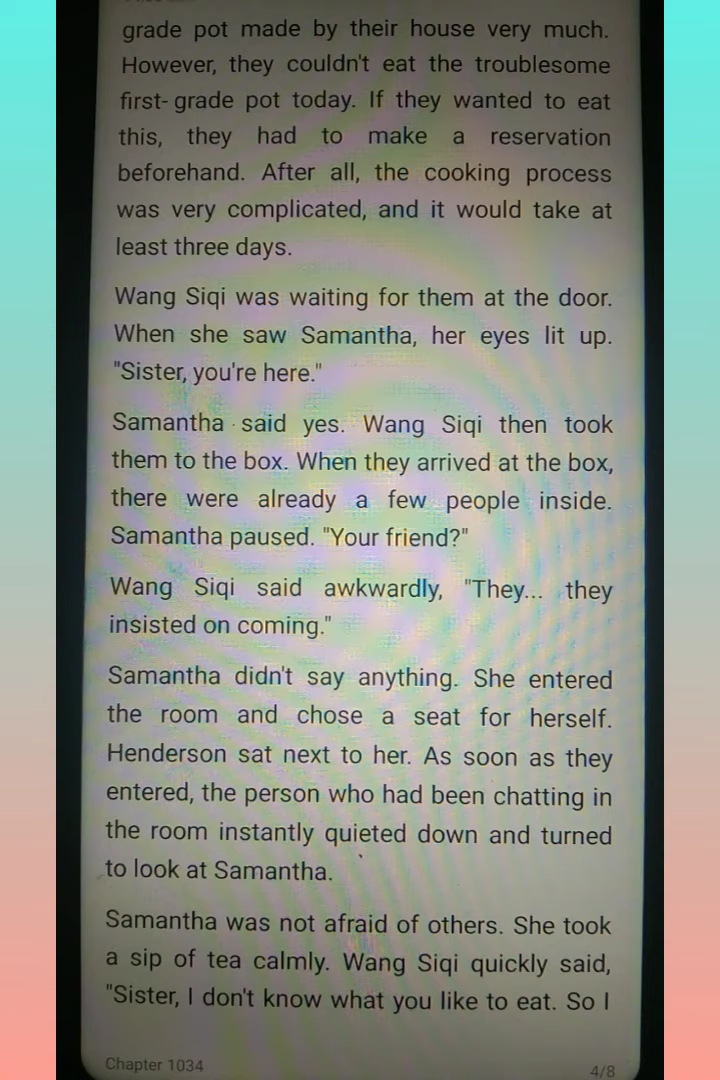 grade pot made by their house very much.
However, they couldn't eat the troublesome
first- grade pot today. If they wanted to eat
this, they had to make a reservation
beforehand. After all, the cooking process
was very complicated, and it would take at
least three days.
Wang Siqi was waiting for them at the door.
When she saw Samantha, her eyes lit up.
"Sister, you're here."
Samantha said yes. Wang Siqi then took
them to the box. When they arrived at the box,
there were already a few people inside.
Samantha paused. "Your friend?"
Wang Siqi said awkwardly, "They... they
insisted on coming."
Samantha didn't say anything. She entered
the room and chose a seat for herself.
Henderson sat next to her. As soon as they
entered, the person who had been chatting in
the room instantly quieted down and turned
to look at Samantha.
Samantha was not afraid of others. She took
a sip of tea calmly. Wang Siqi quickly said,
"Sister, I don't know what you like to eat. So I
Chapter 1034
4/8